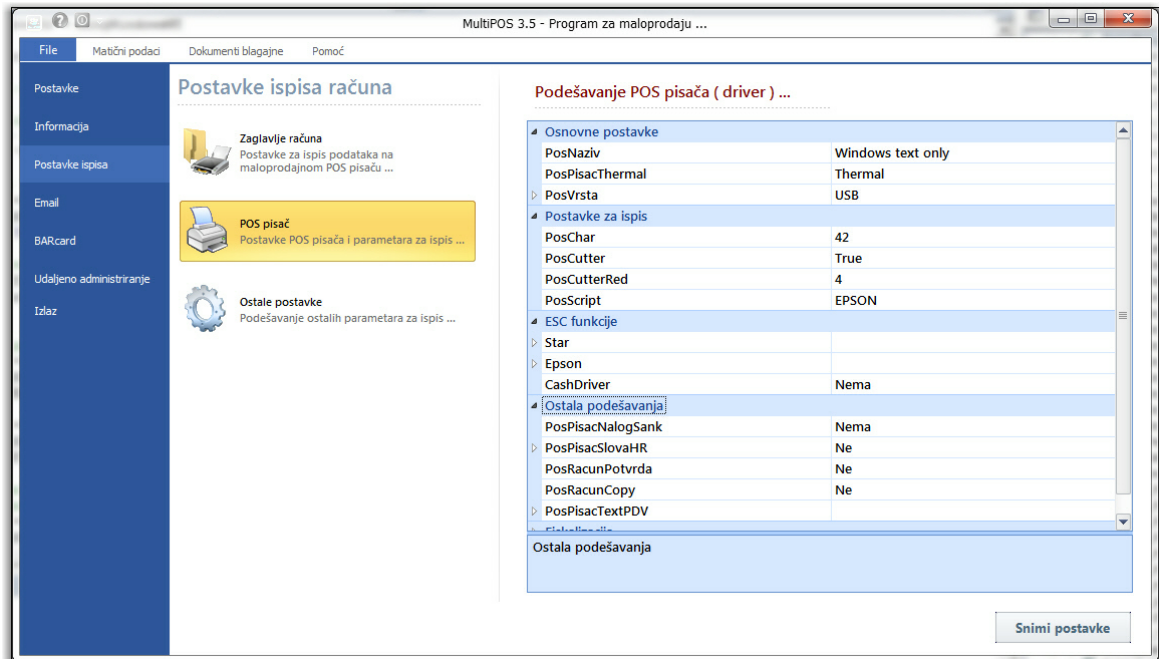 MultiPOS 3.5 - Program za maloprodaju ...
File Matični podaci Dokumenti blagajne Pomoć
Postavke
Informacija
Postavke ispisa
Email
BARcard
Udaljeno administriranje
Izlaz
Postavke ispisa računa
Zaglavlje računa
Postavke za ispis podataka na
maloprodajnom POS pisaču ...
POS pisač
Postavke POS pisača i parametara za ispis ...
Ostale postavke
Podešavanje ostalih parametara za ispis ...
Podešavanje POS pisača ( driver ) ...
Osnovne postavke
PosNaziv Windows text only
PosPisacThermal Thermal
PosVrsta USB
Postavke za ispis
PosChar 42
PosCutter True
PosCutterRed 4
PosScript EPSON
ESC funkcije
Star
Epson
CashDriver Nema
Ostala podešavanja
PosPisacNalogSank Nema
PosPisacSlovaHR Ne
PosRacunPotvrda Ne
PosRacunCopy Ne
PosPisacTextPDV
Ostala podešavanja
Snimi postavke